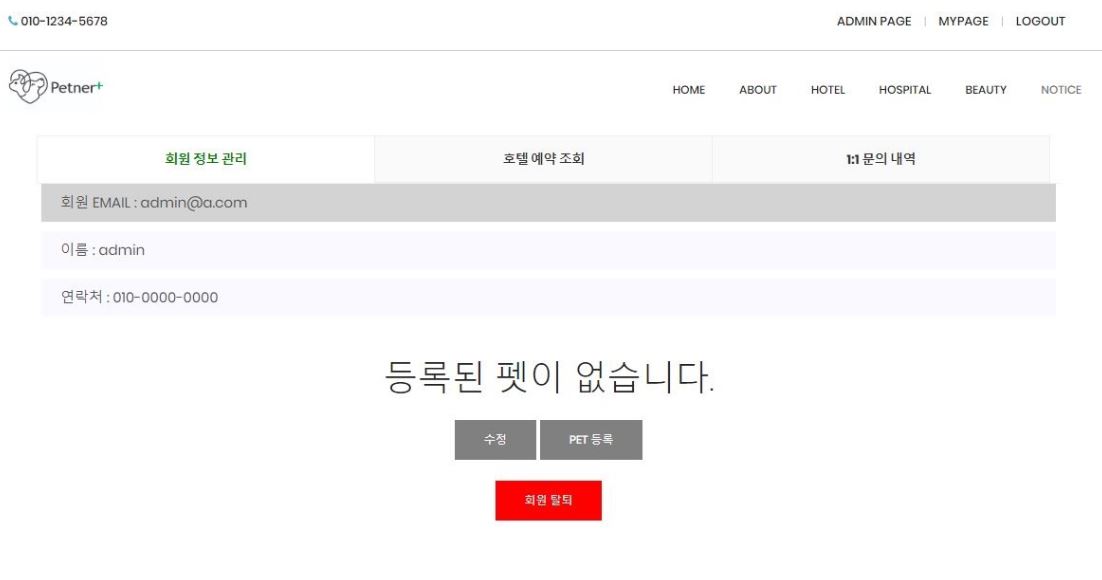 010-1234-5678 ADMIN PAGE | MYPAGE | LOGOUT
Petner+ HOME ABOUT HOTEL HOSPITAL BEAUTY NOTICE
회원 정보 관리 호텔 예약 조회 1:1 문의 내역
회원 EMAIL : admin@a.com
이름 : admin
연락처 : 010-0000-0000
등록된 펫이 없습니다.
수정 PET 등록
회원 탈퇴